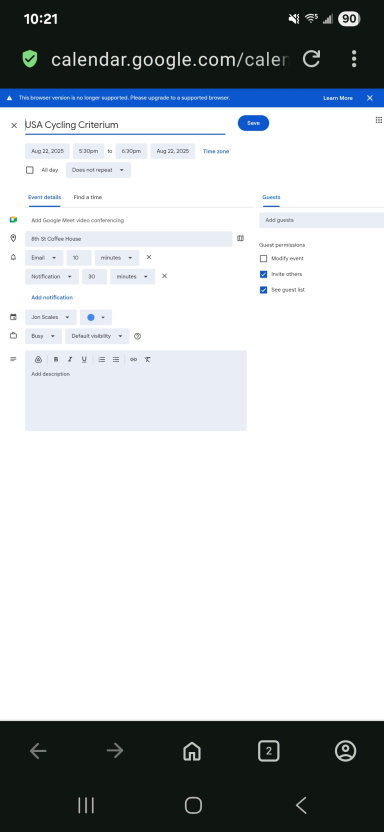 10:21
5
90
calendar.google.com/calen
This browser version is no longer supported. Please upgrade to a supported browser. Learn More
USA Cycling Criterium Save
Aug 22, 2025 5:30pm to 6:30pm Aug 22, 2025 Time zone
All day Does not repeat
Event details Find a time Guests
Add Google Meet video conferencing Add guests
8th St Coffee House
Guest permissions
Email 10 minutes
Modify event
Notification 30 minutes
Invite others
See guest list
Add notification
Jon Scales
Busy Default visibility
B I U
Add description
2